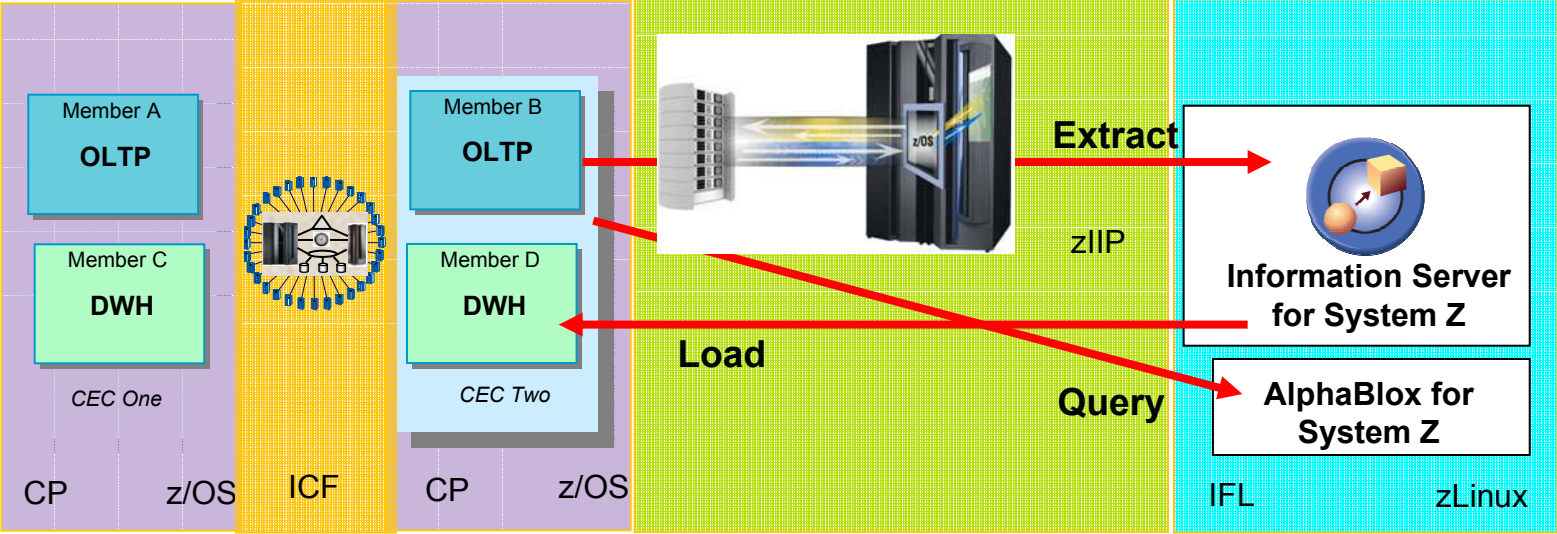 Member A
OLTP
Member C
DWH
CEC One
CP
z/OS
ICF
Member B
OLTP
Member D
DWH
CEC Two
CP
z/OS
z/OS
Extract
zIIP
Load
Query
Information Server
for System Z
AlphaBlox for
System Z
IFL
zLinux